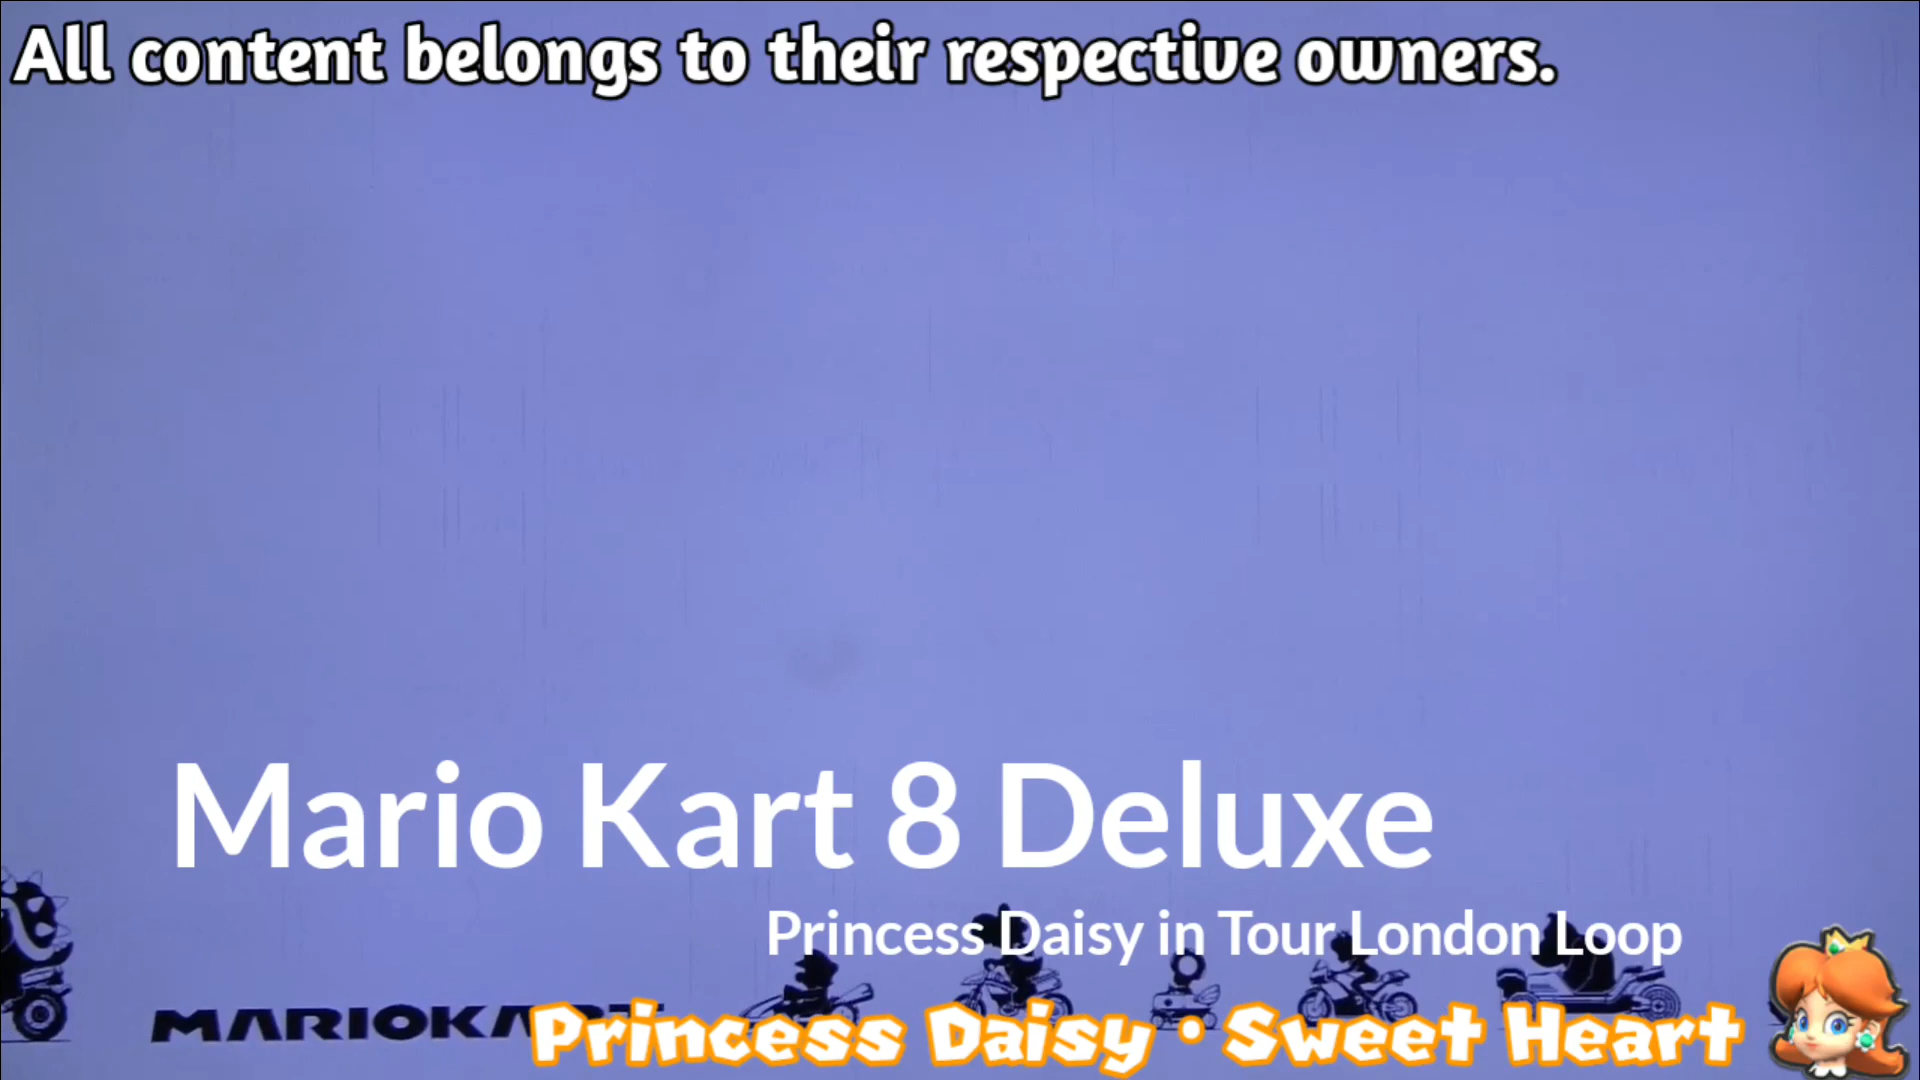 All content belongs to their respective owners.
Mario Kart 8 Deluxe
Princess Daisy in Tour London Loop
MARIOKART
Princess Daisy • Sweet Heart